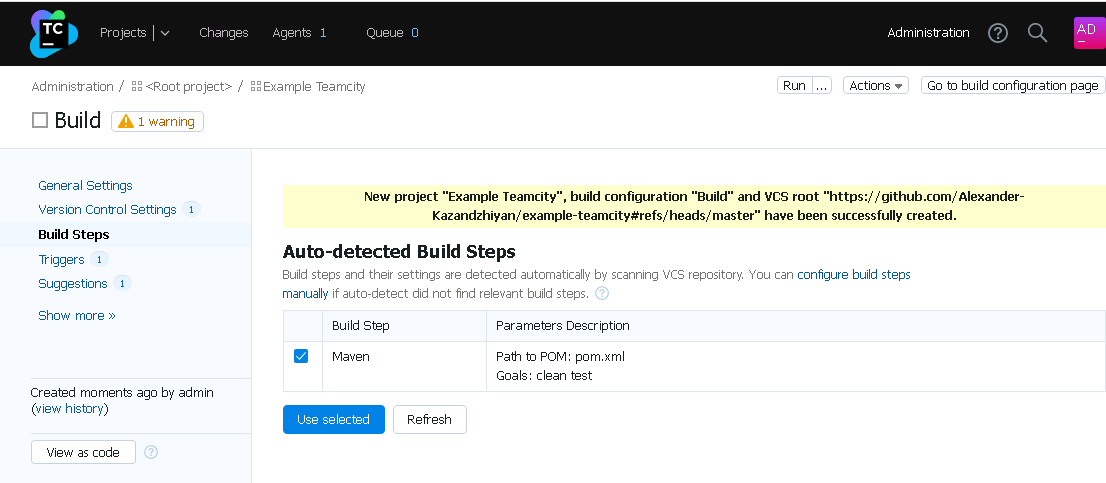 TC
Projects
Changes
Agents 1
Queue 0
Administration
AD
Administration / <Root project> / Example Teamcity
Run ...
Actions
Go to build configuration page
Build
1 warning
General Settings
Version Control Settings 1
Build Steps
Triggers 1
Suggestions 1
Show more »
Created moments ago by admin
(view history)
View as code ?
New project "Example Teamcity", build configuration "Build" and VCS root "https://github.com/Alexander-
Kazandzhiyan/example-teamcity#refs/heads/master" have been successfully created.
Auto-detected Build Steps
Build steps and their settings are detected automatically by scanning VCS repository. You can configure build steps
manually if auto-detect did not find relevant build steps. ?
Build Step Parameters Description
Maven Path to POM: pom.xml
Goals: clean test
Use selected
Refresh